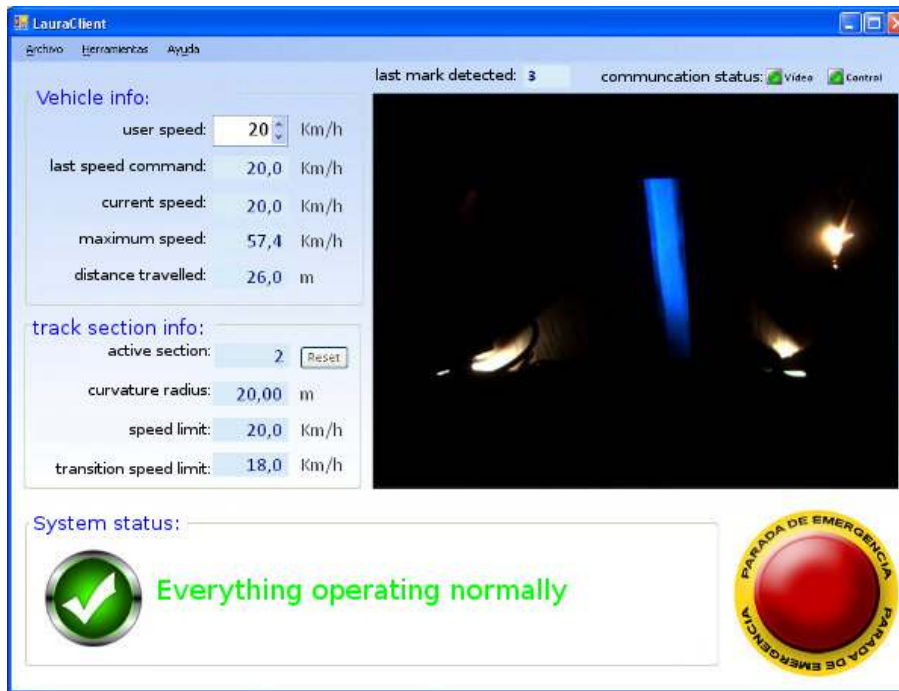 LauraClient
Archivo Herramientas Ayuda
last mark detected: 3 communcation status: Vídeo Control
Vehicle info:
user speed: 20 Km/h
last speed command: 20,0 Km/h
current speed: 20,0 Km/h
maximum speed: 57,4 Km/h
distance travelled: 26,0 m
track section info:
active section: 2 Reset
curvature radius: 20,00 m
speed limit: 20,0 Km/h
transition speed limit: 18,0 Km/h
System status:
Everything operating normally
PARADA DE EMERGENCIA
PARADA DE EMERGENCIA